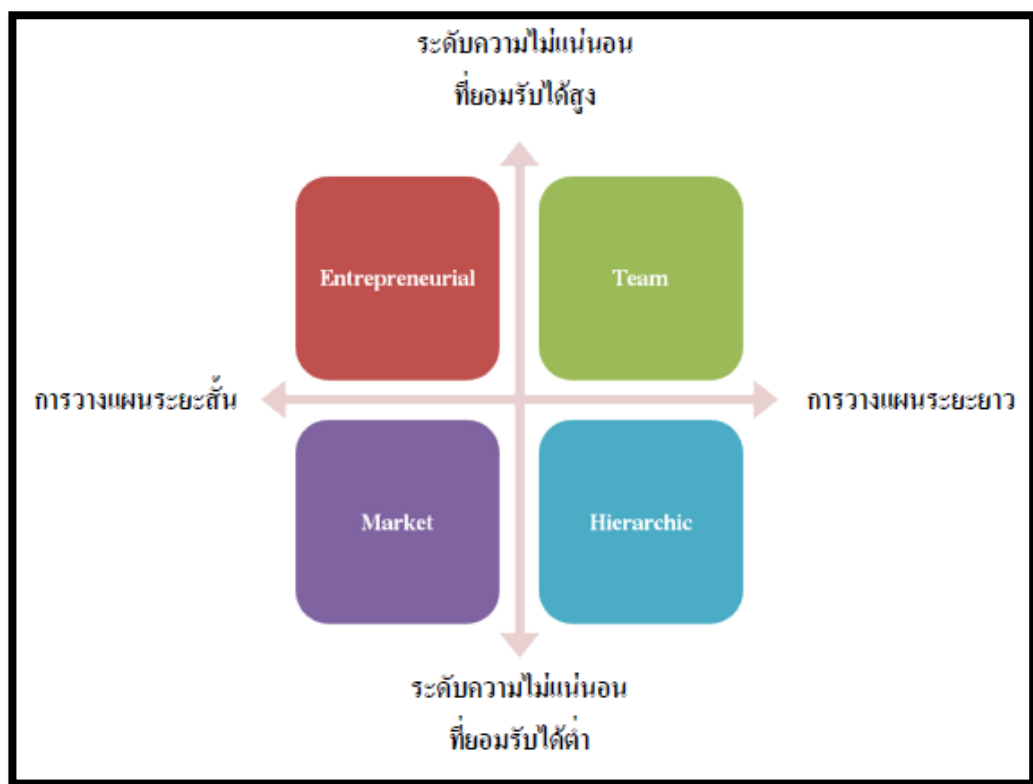 ระดับความไม่แน่นอน
ที่ยอมรับได้สูง
Entrepreneurial
Team
การวางแผนระยะสั้น
การวางแผนระยะยาว
Market
Hierarchic
ระดับความไม่แน่นอน
ที่ยอมรับได้ต่ำ